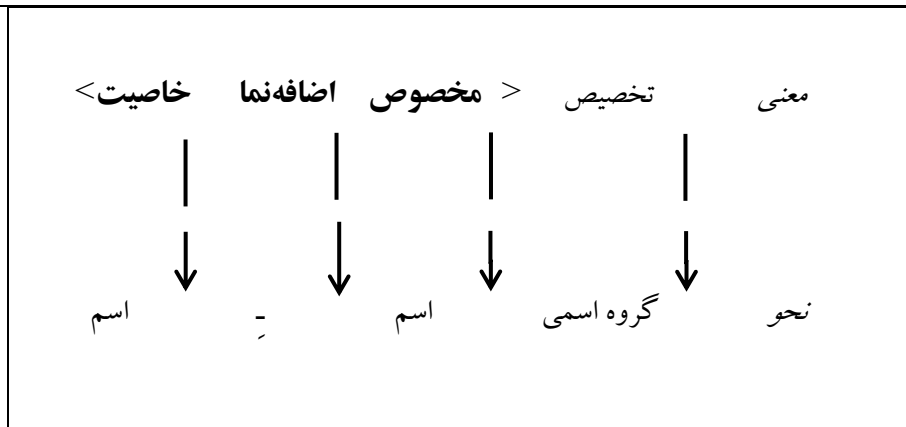 معنی تخصیص < مخصوص اضافه‌نما خاصیت>
نحو گروه اسمی اسم ـِ اسم